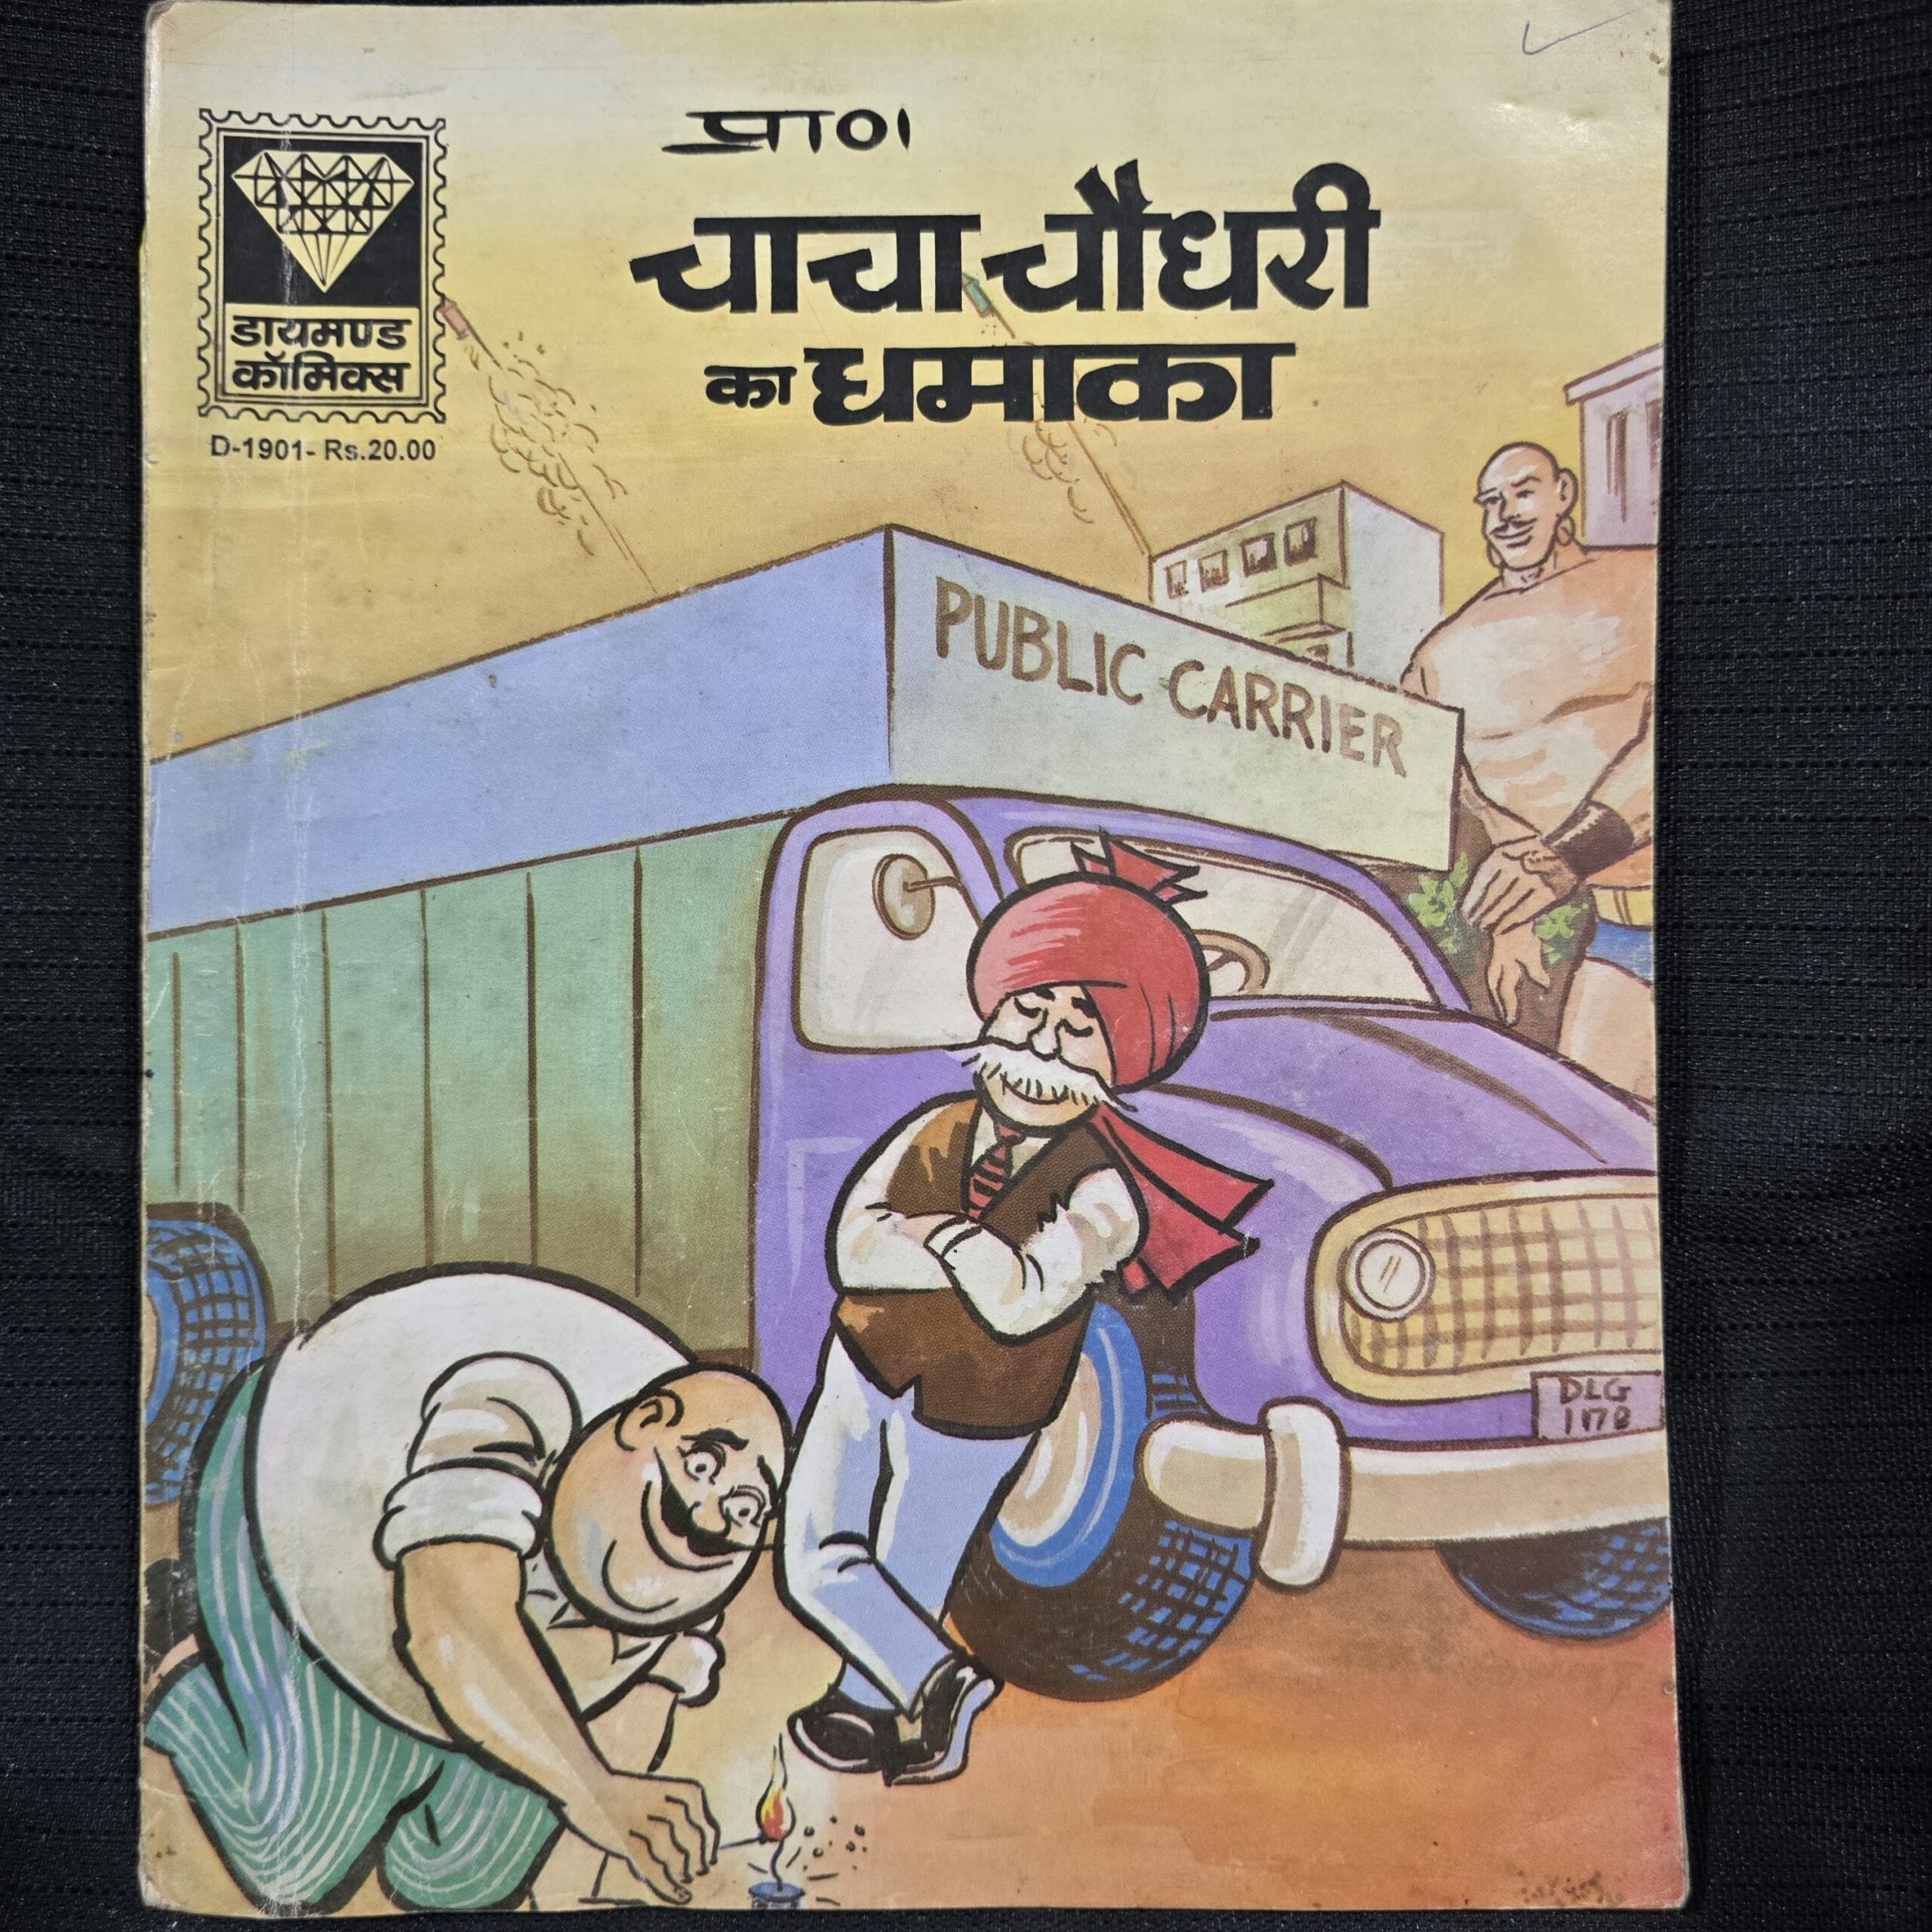 प्राण
चाचा चौधरी
का धमाका
डायमण्ड
कॉमिक्स
D-1901- Rs.20.00
PUBLIC CARRIER
DLG
1178